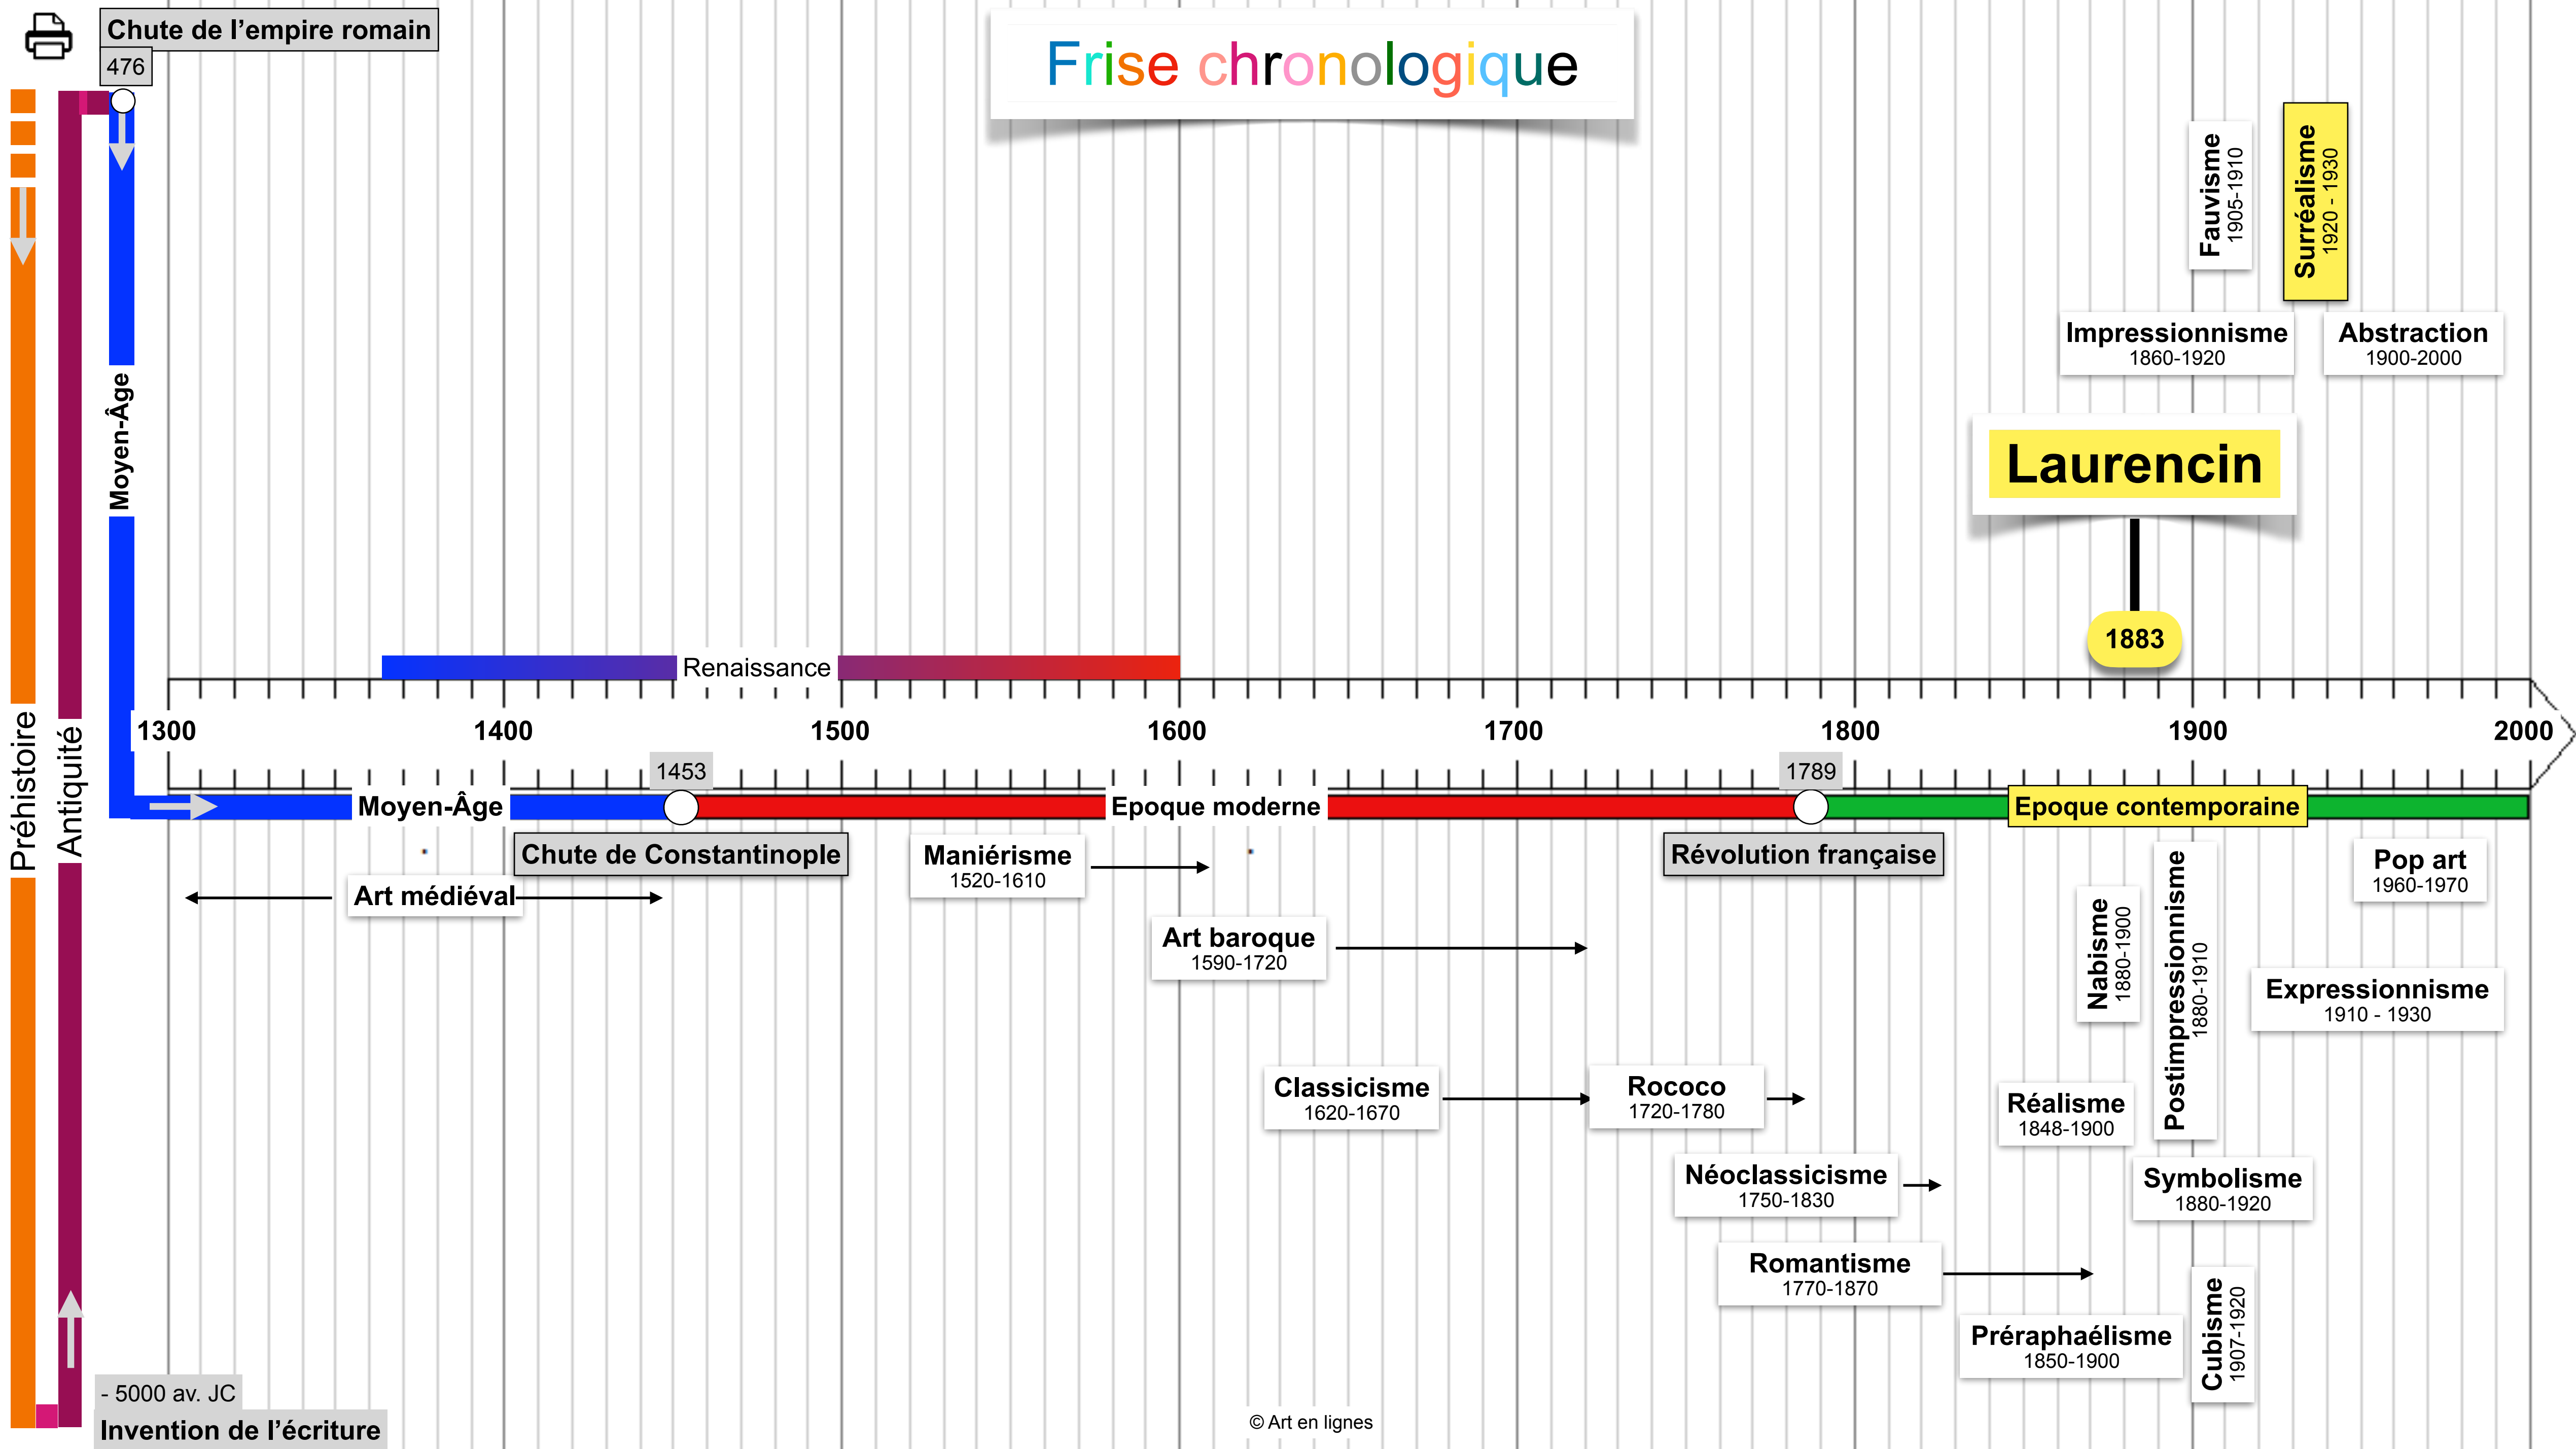 Chute de l’empire romain
476
Frise chronologique
Fauvisme
1905-1910
Surréalisme
1920 - 1930
Impressionnisme
1860-1920
Abstraction
1900-2000
Moyen-Âge
Laurencin
1883
Renaissance
Préhistoire
Antiquité
1300
1400
1500
1600
1700
1800
1900
2000
1453
1789
Moyen-Âge
Epoque moderne
Epoque contemporaine
Chute de Constantinople
Révolution française
Maniérisme
1520-1610
Pop art
1960-1970
Art médiéval
Art baroque
1590-1720
Nabisme
1880-1900
Postimpressionnisme
1880-1910
Expressionnisme
1910 - 1930
Classicisme
1620-1670
Rococo
1720-1780
Réalisme
1848-1900
Néoclassicisme
1750-1830
Symbolisme
1880-1920
Romantisme
1770-1870
Préraphaélisme
1850-1900
Cubisme
1907-1920
- 5000 av. JC
Invention de l’écriture
© Art en lignes